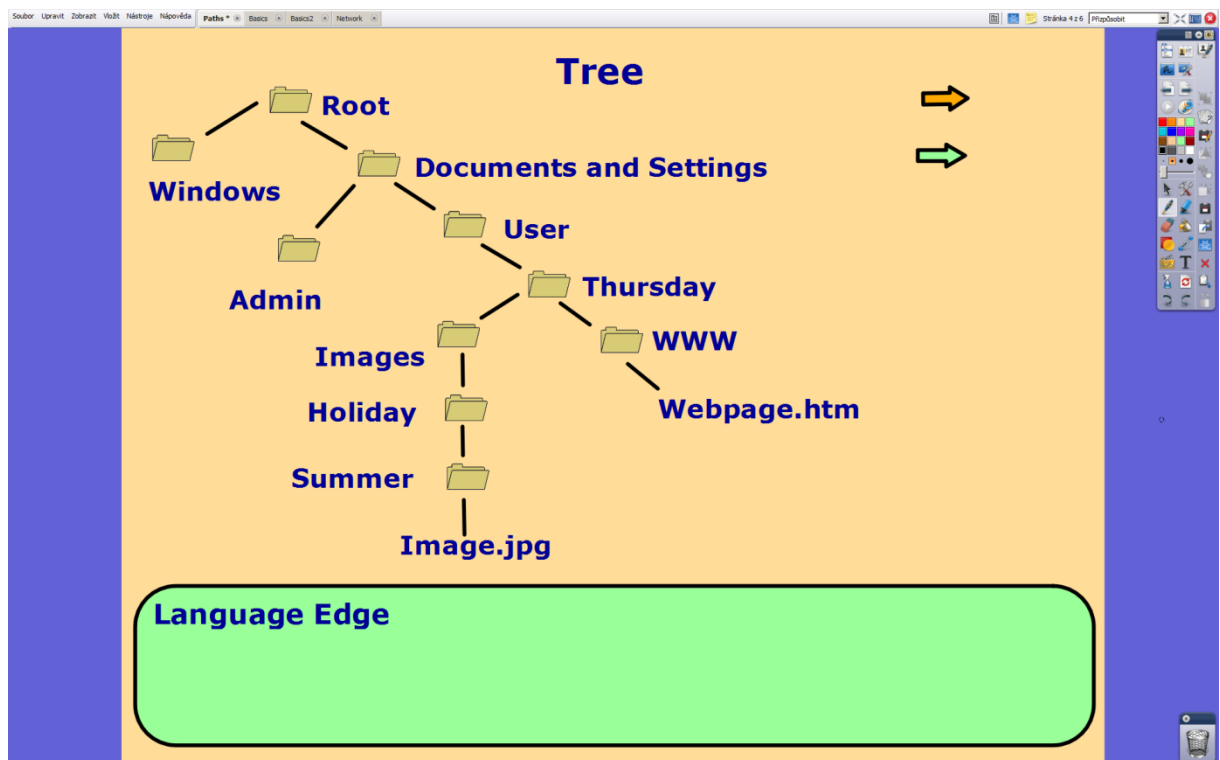 Soubor Upravit Zobrazit Vložit Nástroje Nápověda Paths * Basics Basics2 Network Stránka 4 z 6 Přizpůsobit
Tree
Root
Documents and Settings
Windows
User
Thursday
Admin
WWW
Images
Webpage.htm
Holiday
Summer
Image.jpg
Language Edge